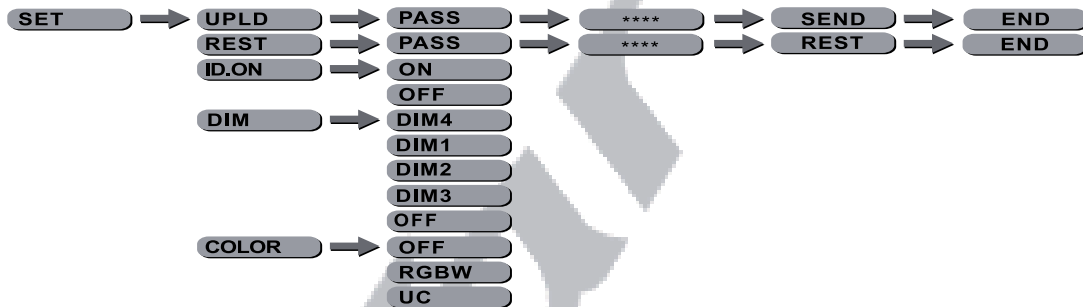 SET UPLD PASS **** SEND END
REST PASS **** REST END
ID.ON ON
OFF
DIM DIM4
DIM1
DIM2
DIM3
OFF
COLOR OFF
RGBW
UC